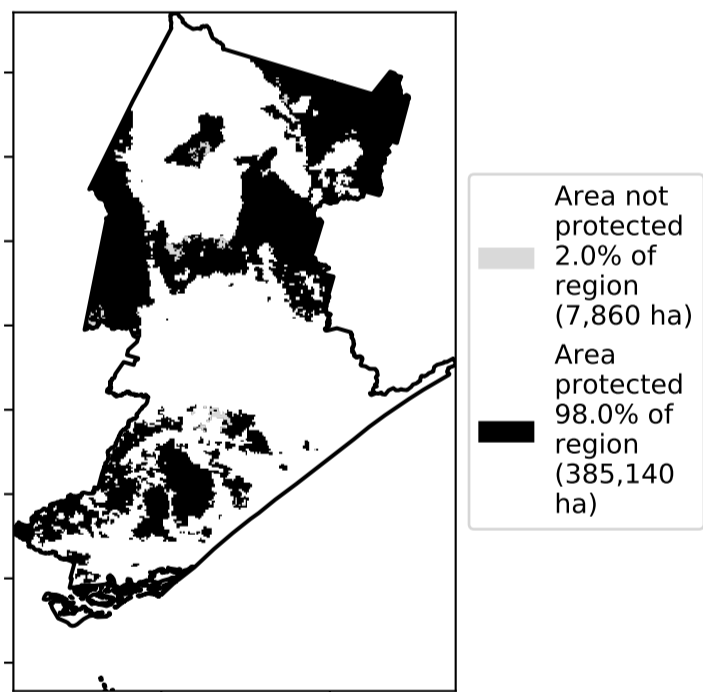 Area not
protected
2.0% of
region
(7,860 ha)
Area
protected
98.0% of
region
(385,140
ha)